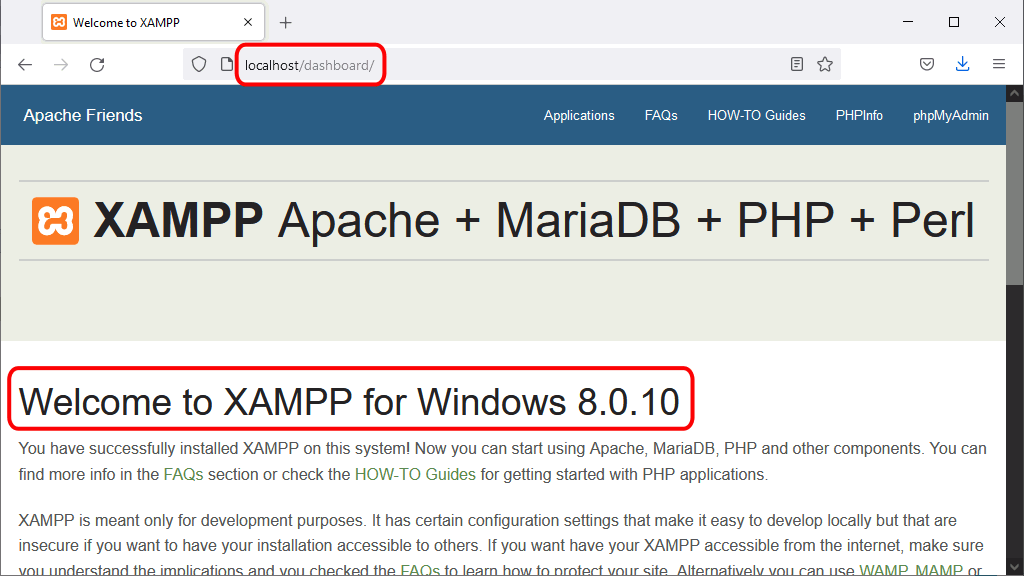 Welcome to XAMPP
localhost/dashboard/
Apache Friends
Applications FAQs HOW-TO Guides PHPInfo phpMyAdmin
XAMPP Apache + MariaDB + PHP + Perl
Welcome to XAMPP for Windows 8.0.10
You have successfully installed XAMPP on this system! Now you can start using Apache, MariaDB, PHP and other components. You can
find more info in the FAQs section or check the HOW-TO Guides for getting started with PHP applications.
XAMPP is meant only for development purposes. It has certain configuration settings that make it easy to develop locally but that are
insecure if you want to have your installation accessible to others. If you want have your XAMPP accessible from the internet, make sure
you understand the implications and you checked the FAQs to learn how to protect your site. Alternatively you can use WAMP, MAMP or